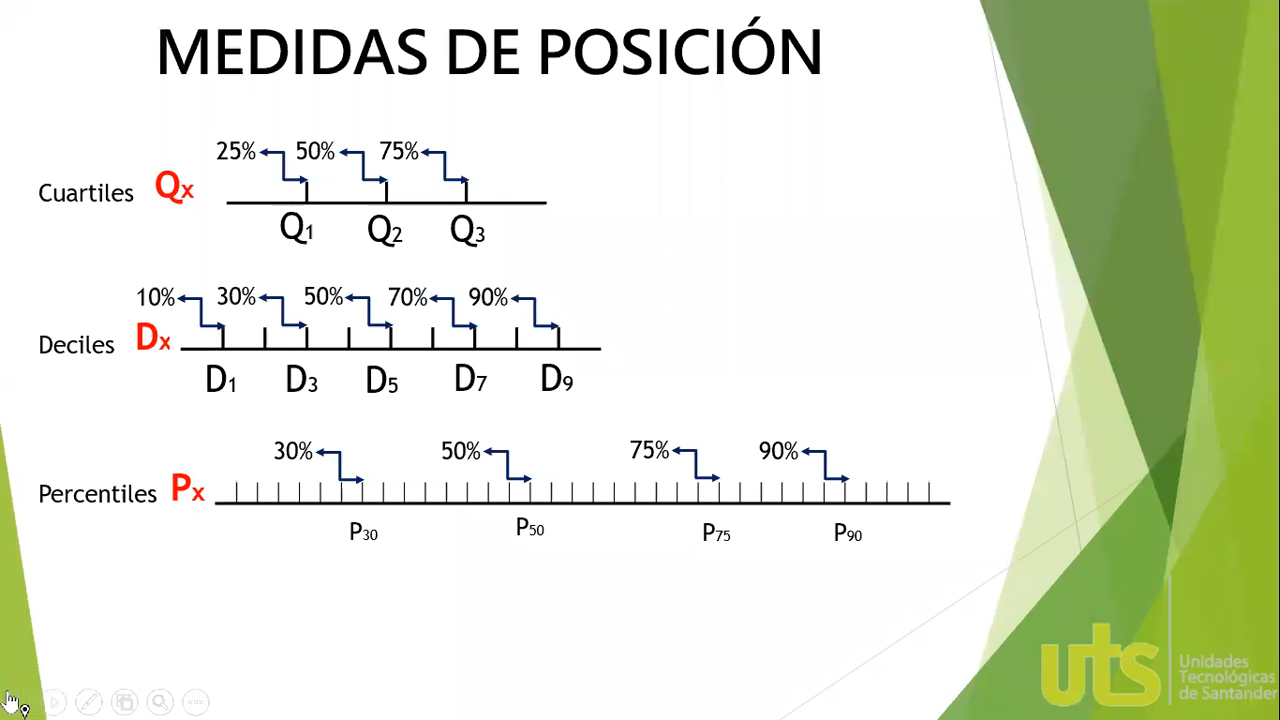 MEDIDAS DE POSICIÓN
25% 50% 75%
Cuartiles Qx
Q1 Q2 Q3
10% 30% 50% 70% 90%
Deciles Dx
D1 D3 D5 D7 D9
30% 50% 75% 90%
Percentiles Px
P30 P50 P75 P90
uts
Unidades
Tecnológicas
de Santander